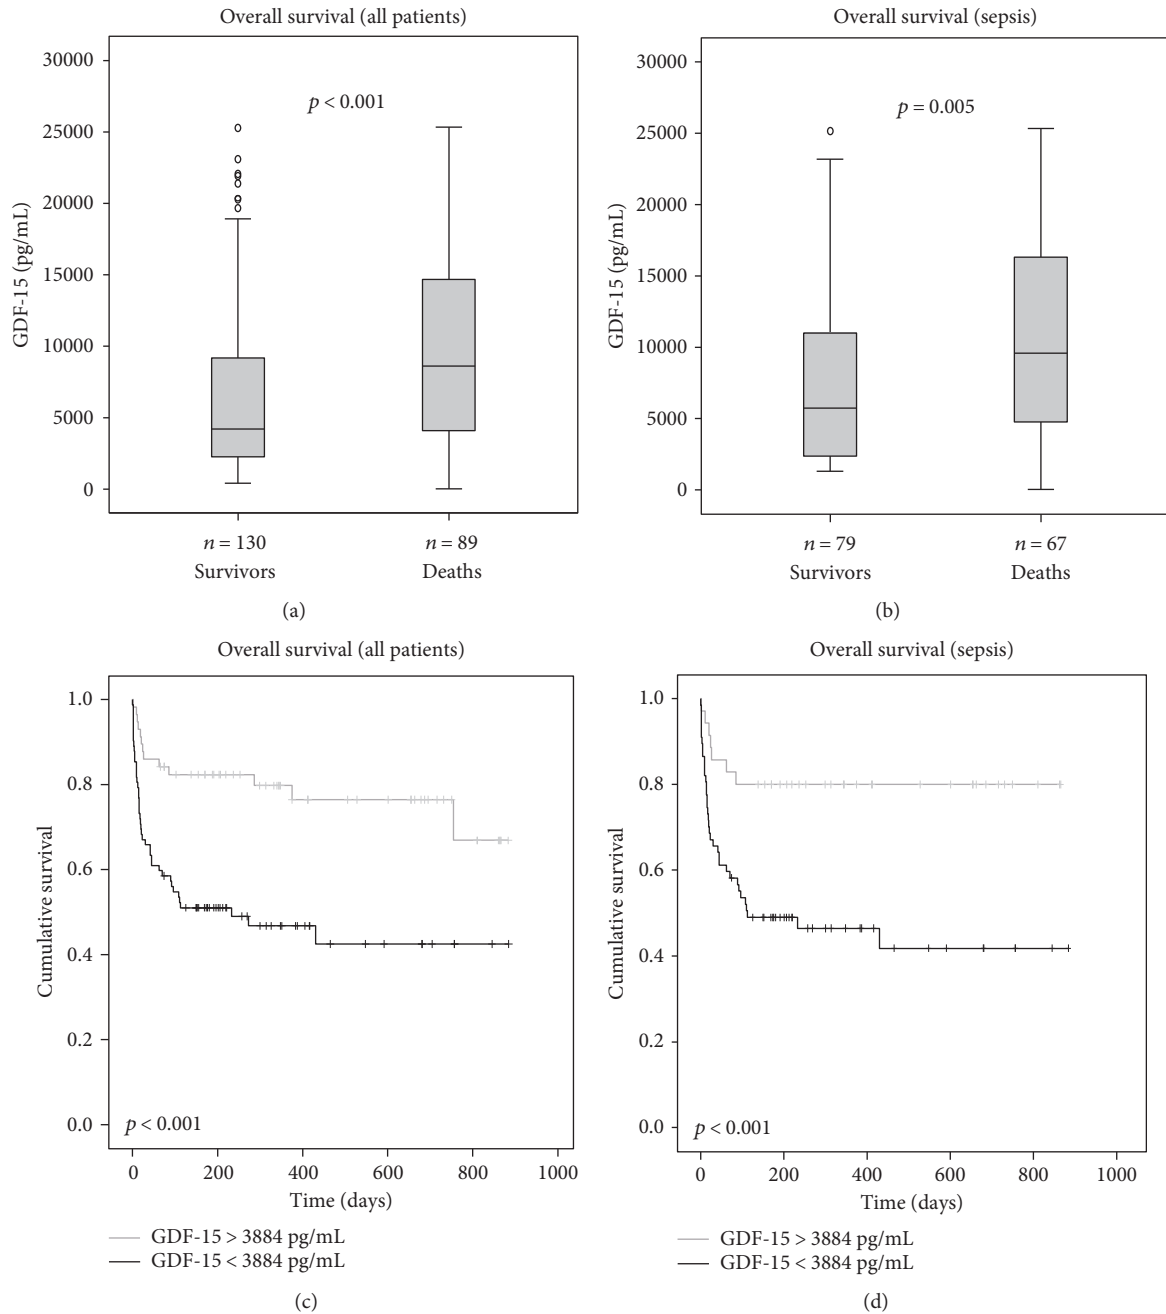 Overall survival (all patients)
30000
25000
20000
15000
10000
5000
0
GDF-15 (pg/mL)
p < 0.001
n = 130
Survivors
n = 89
Deaths
(a)
Overall survival (sepsis)
30000
25000
20000
15000
10000
5000
0
GDF-15 (pg/mL)
p = 0.005
n = 79
Survivors
n = 67
Deaths
(b)
Overall survival (all patients)
1.0
0.8
0.6
0.4
0.2
0.0
Cumulative survival
p < 0.001
0 200 400 600 800 1000
Time (days)
GDF-15 > 3884 pg/mL
GDF-15 < 3884 pg/mL
(c)
Overall survival (sepsis)
1.0
0.8
0.6
0.4
0.2
0.0
Cumulative survival
p < 0.001
0 200 400 600 800 1000
Time (days)
GDF-15 > 3884 pg/mL
GDF-15 < 3884 pg/mL
(d)